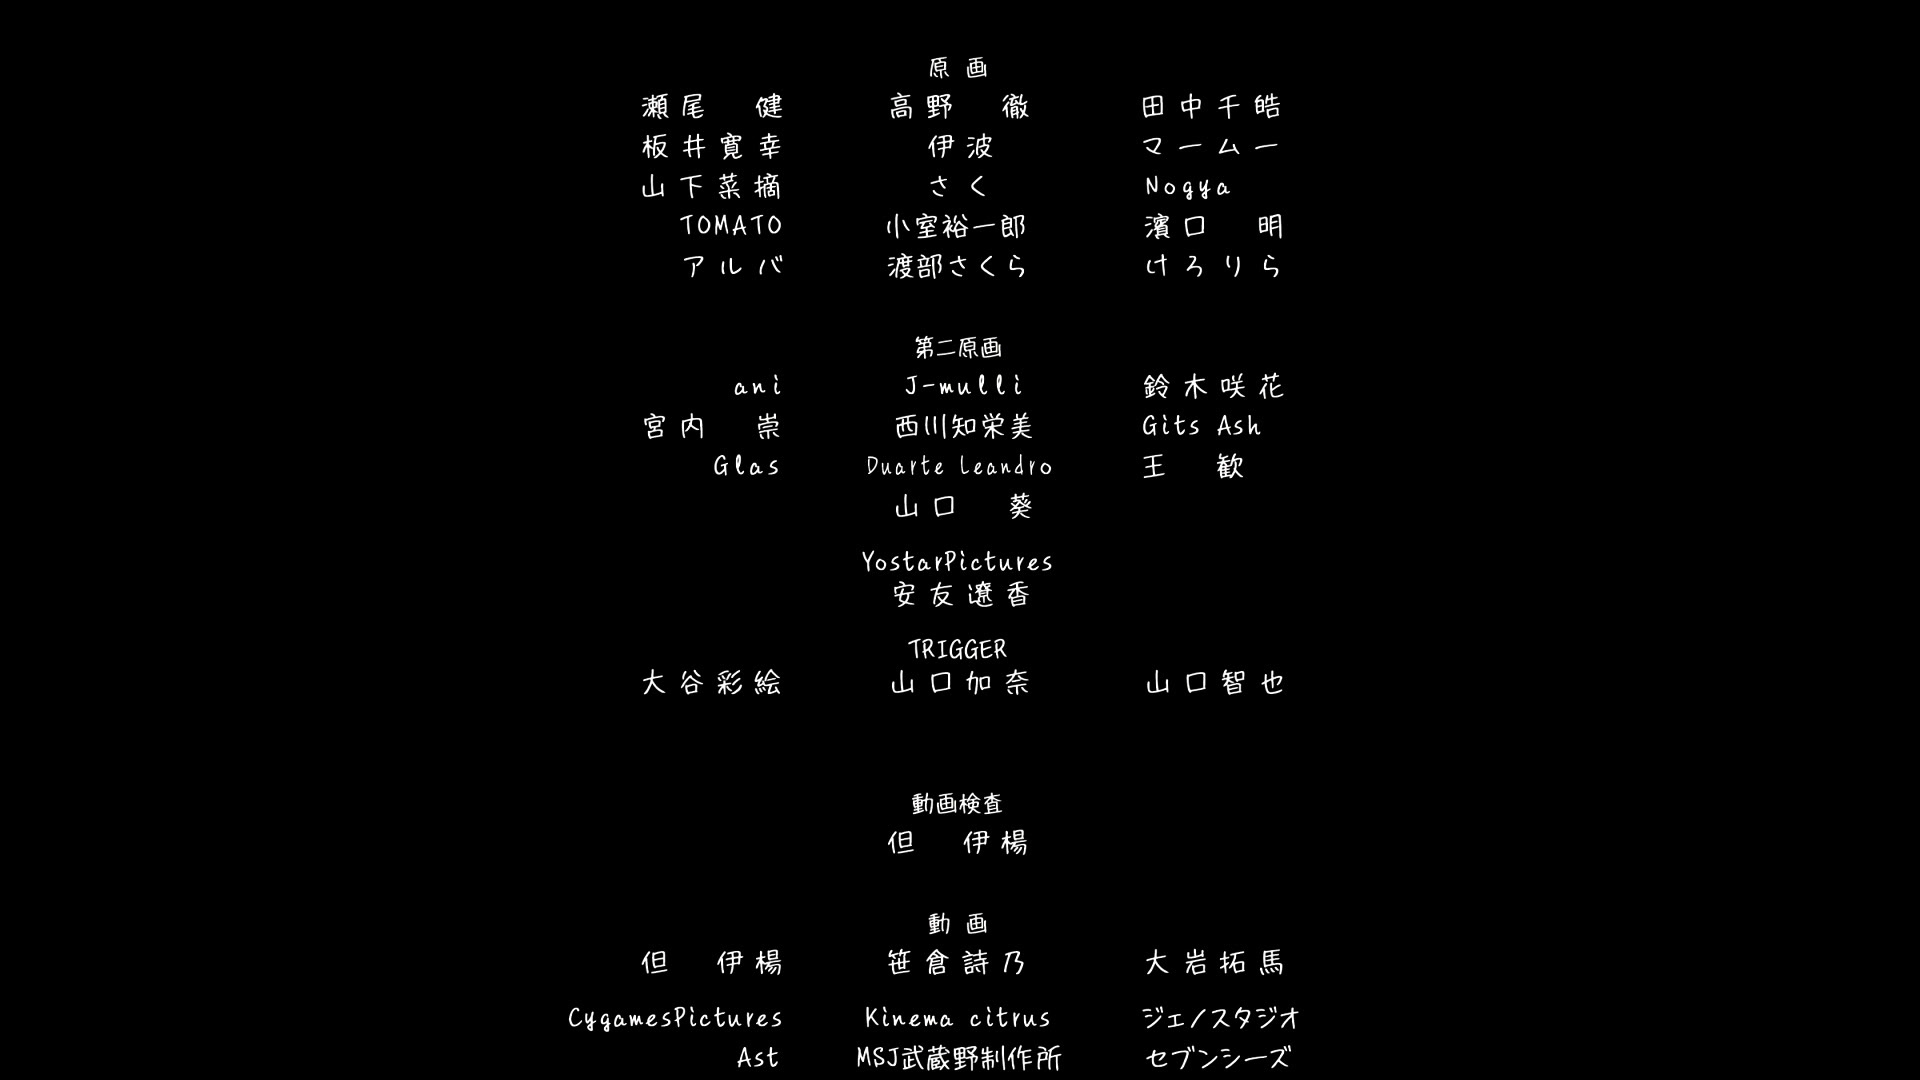 原画
瀬尾　健　高野　徹　田中千皓
板井寛幸　伊波　マームー
山下菜摘　さく　Nogya
TOMATO　小室裕一郎　濱口　明
アルバ　渡部さくら　けろりら
第二原画
ani　J-mulli　鈴木咲花
宮内　崇　西川知栄美　Gits Ash
Glas　Duarte Leandro　王　歓
山口　葵
YostarPictures
安友遼香
TRIGGER
大谷彩絵　山口加奈　山口智也
動画検査
但　伊楊
動画
但　伊楊　笹倉詩乃　大岩拓馬
CygamesPictures　Kinema citrus　ジェノスタジオ
Ast　MSJ武蔵野制作所　セブンシーズ